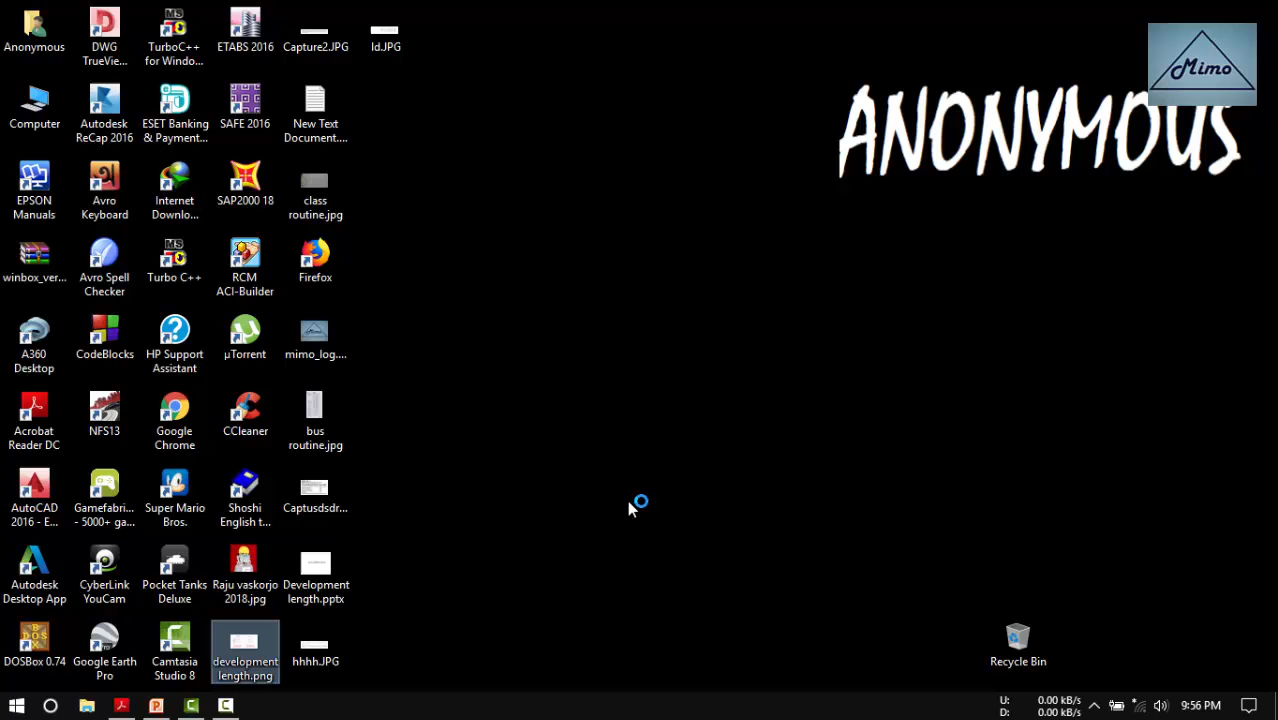 Anonymous
DWG
TrueVie...
TurboC++
for Windo...
ETABS 2016
Capture2.JPG
ld.JPG
Mimo
ANONYMOUS
Computer
Autodesk
ReCap 2016
ESET Banking
& Payment...
SAFE 2016
New Text
Document....
EPSON
Manuals
Avro
Keyboard
Internet
Downlo...
SAP2000 18
class
routine.jpg
winbox_ver...
Avro Spell
Checker
MS
Turbo C++
RCM
ACI-Builder
Firefox
A360
Desktop
CodeBlocks
HP Support
Assistant
µTorrent
mimo_log....
Acrobat
Reader DC
NFS13
Google
Chrome
CCleaner
bus
routine.jpg
AutoCAD
2016 - E...
Gamefabri...
- 5000+ ga...
Super Mario
Bros.
Shoshi
English t...
Captusdsdr...
Autodesk
Desktop App
CyberLink
YouCam
Pocket Tanks
Deluxe
Raju vaskorjo
2018.jpg
Development
length.pptx
DOSBox 0.74
Google Earth
Pro
Camtasia
Studio 8
development
length.png
hhhh.JPG
Recycle Bin
U: 0.00 kB/s
D: 0.00 kB/s
9:56 PM